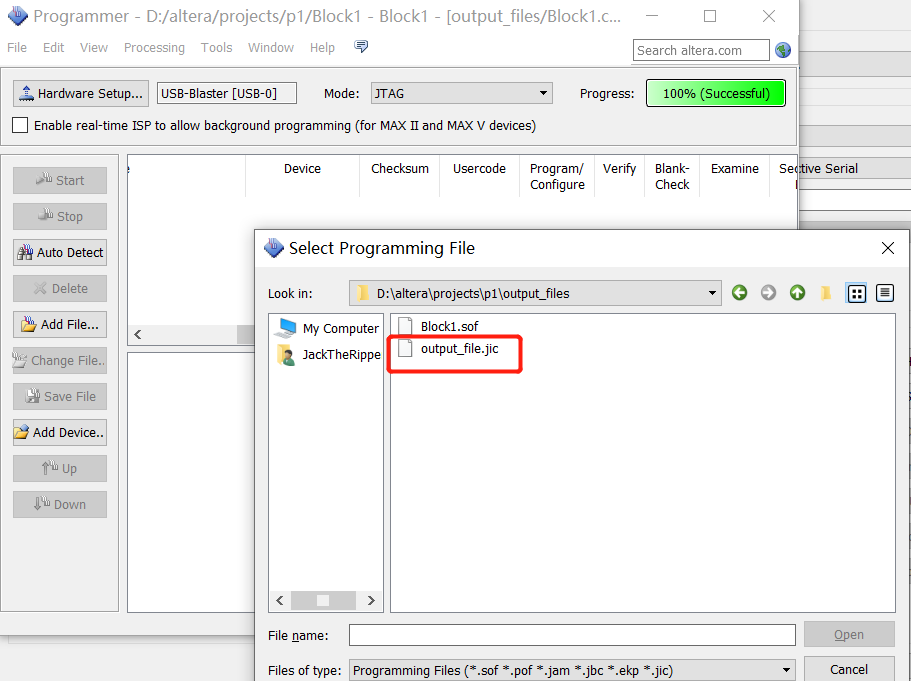 Programmer - D:/altera/projects/p1/Block1 - Block1 - [output_files/Block1.c...
File Edit View Processing Tools Window Help
Search altera.com
Hardware Setup... USB-Blaster [USB-0] Mode: JTAG Progress: 100% (Successful)
Enable real-time ISP to allow background programming (for MAX II and MAX V devices)
Device Checksum Usercode Program/ Verify Blank- Examine
Configure Check
tive Serial
Start
Stop
Auto Detect
Delete
Add File...
Change File..
Save File
Add Device..
Up
Down
Select Programming File
Look in: D:\altera\projects\p1\output_files
My Computer
JackTheRippe
Block1.sof
output_file.jic
File name: Open
Files of type: Programming Files (*.sof *.pof *.jam *.jbc *.ekp *.jic) Cancel